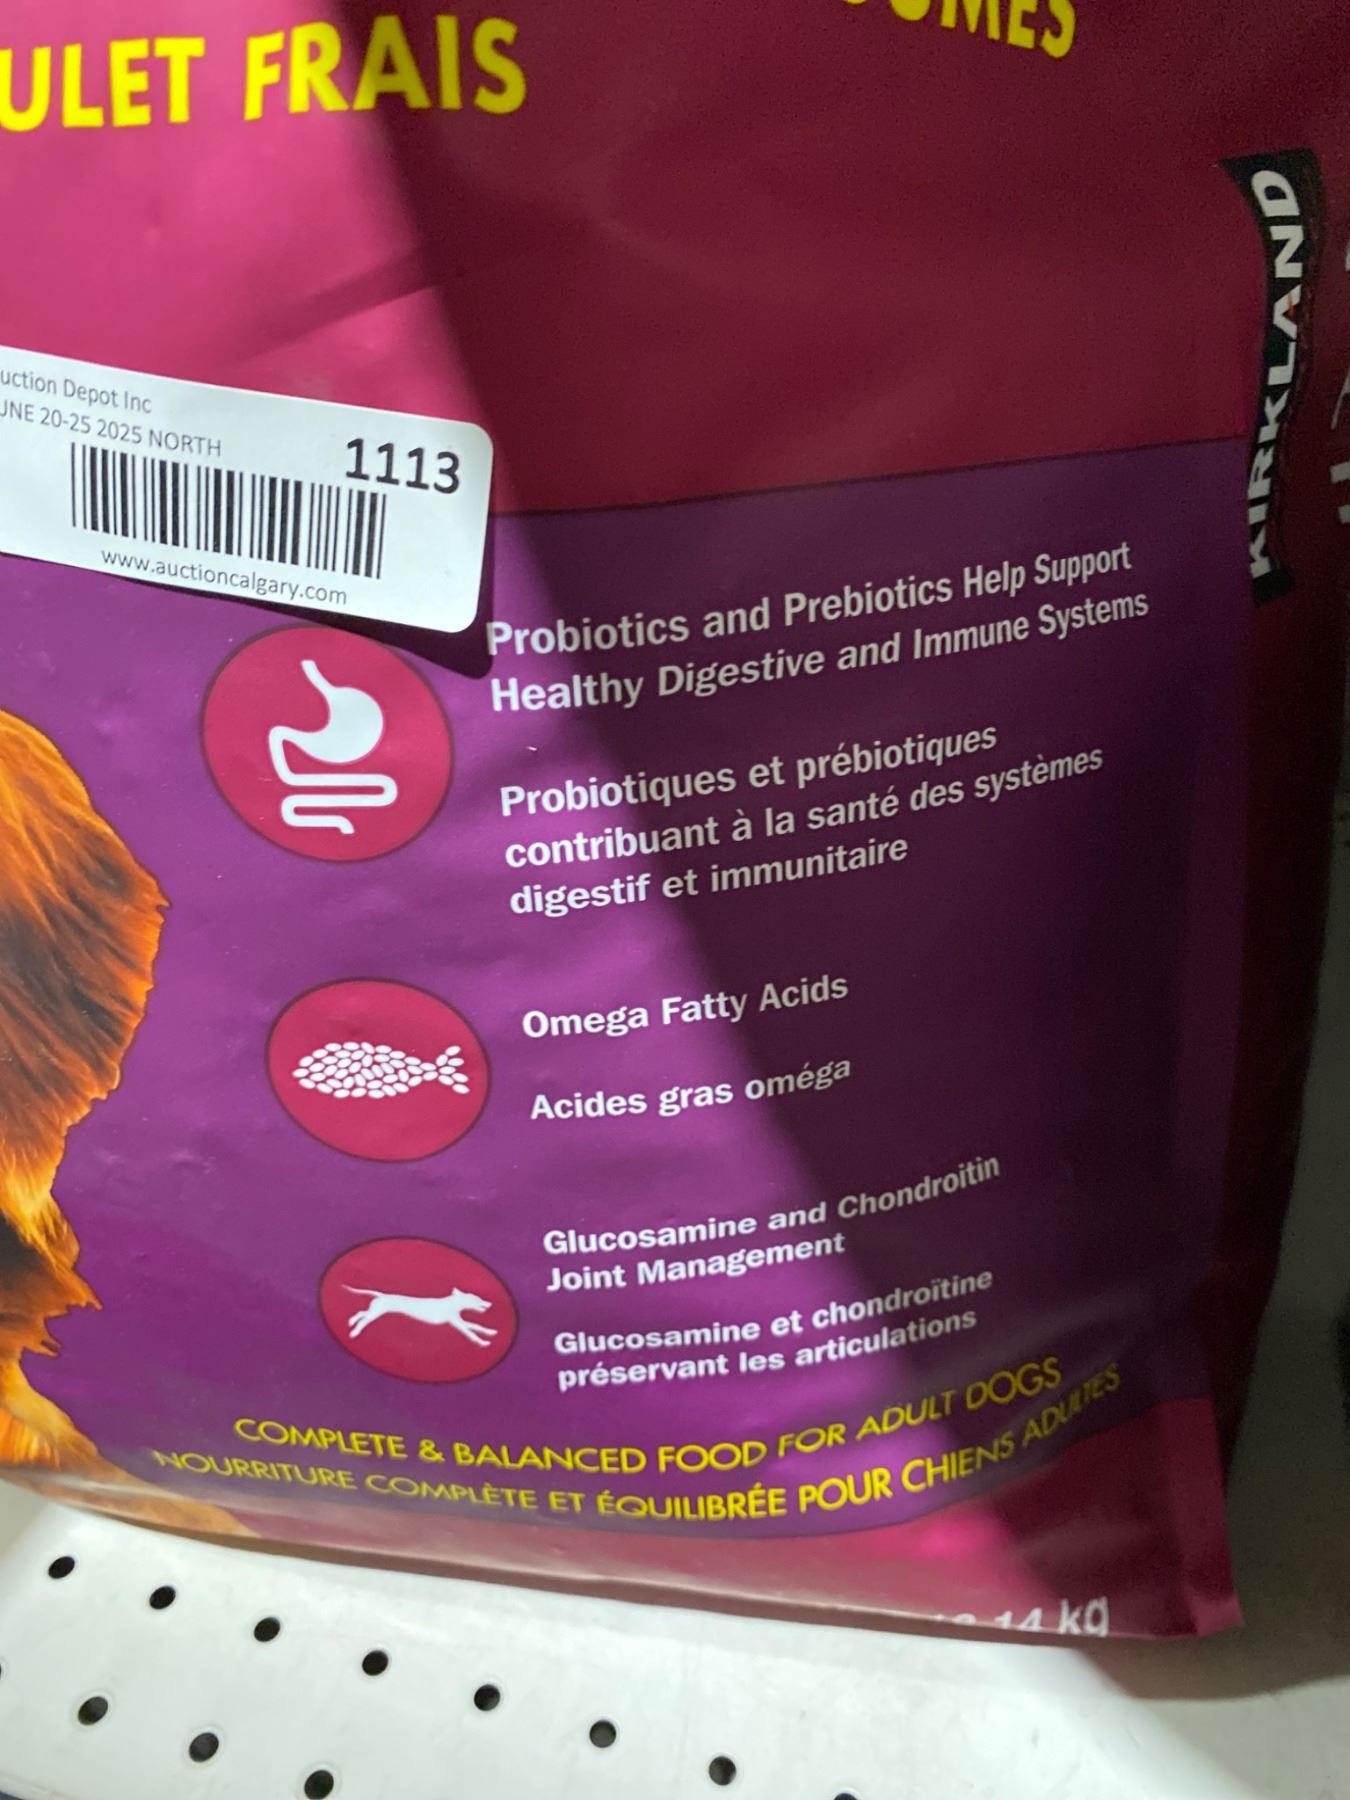 ULET FRAIS
UMES
uction Depot Inc
UNE 20-25 2025 NORTH
1113
www.auctioncalgary.com
KIRKLAND
Probiotics and Prebiotics Help Support
Healthy Digestive and Immune Systems
Probiotiques et prébiotiques
contribuant à la santé des systèmes
digestif et immunitaire
Omega Fatty Acids
Acides gras oméga
Glucosamine and Chondroitin
Joint Management
Glucosamine et chondroïtine
préservant les articulations
COMPLETE & BALANCED FOOD FOR ADULT DOGS
NOURRITURE COMPLÈTE ET ÉQUILIBRÉE POUR CHIENS ADULTES
14 kg